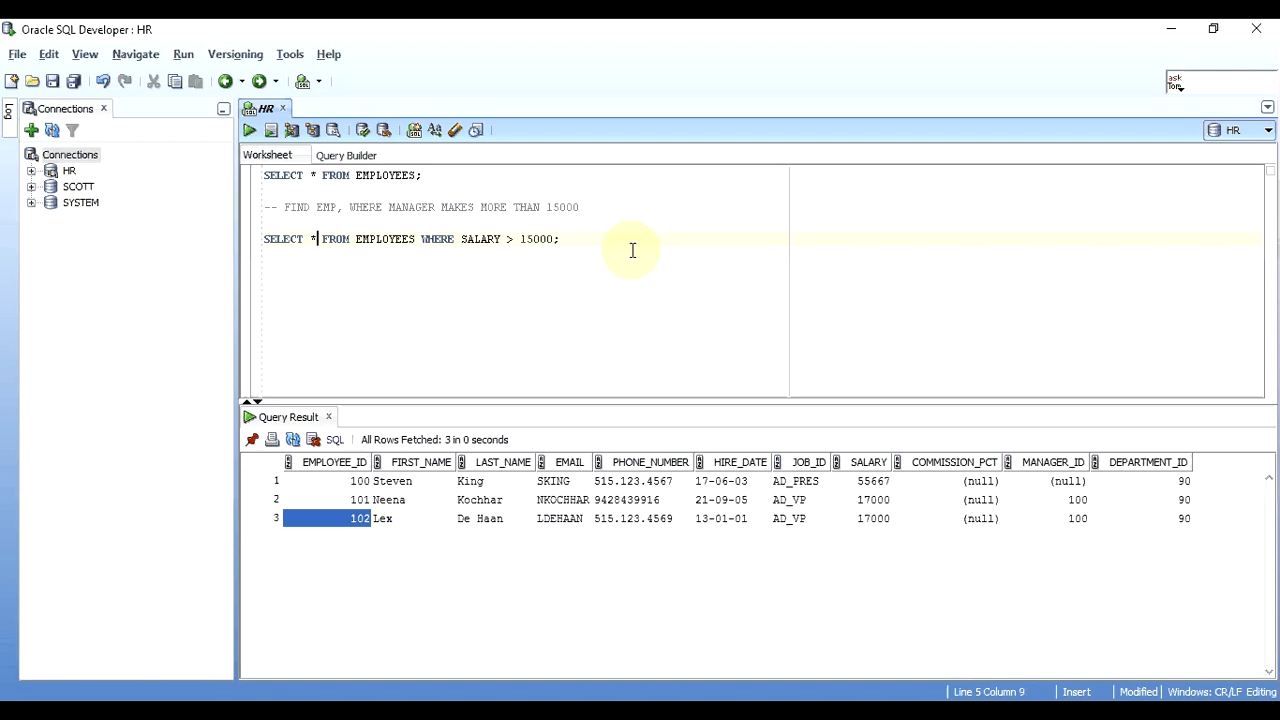 Oracle SQL Developer : HR
File Edit View Navigate Run Versioning Tools Help
ask
Tom
Log
Connections
HR
HR
Worksheet Query Builder
Connections
HR
SCOTT
SYSTEM
SELECT * FROM EMPLOYEES;
-- FIND EMP, WHERE MANAGER MAKES MORE THAN 15000
SELECT * FROM EMPLOYEES WHERE SALARY > 15000;
Query Result
SQL All Rows Fetched: 3 in 0 seconds
EMPLOYEE_ID FIRST_NAME LAST_NAME EMAIL PHONE_NUMBER HIRE_DATE JOB_ID SALARY COMMISSION_PCT MANAGER_ID DEPARTMENT_ID
1 100 Steven King SKING 515.123.4567 17-06-03 AD_PRES 55667 (null) (null) 90
2 101 Neena Kochhar NKOCHHAR 9428439916 21-09-05 AD_VP 17000 (null) 100 90
3 102 Lex De Haan LDEHAAN 515.123.4569 13-01-01 AD_VP 17000 (null) 100 90
Line 5 Column 9 Insert Modified Windows: CR/LF Editing